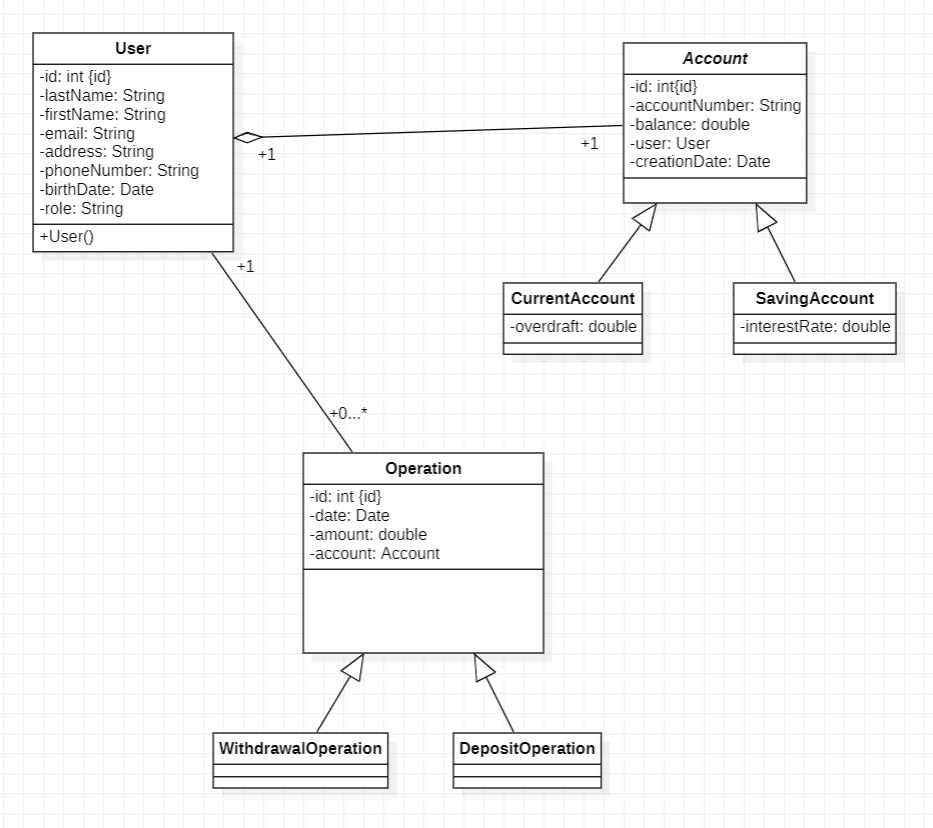 User
-id: int {id}
-lastName: String
-firstName: String
-email: String
-address: String
-phoneNumber: String
-birthDate: Date
-role: String
+User()
+1
+1
Account
-id: int{id}
-accountNumber: String
-balance: double
-user: User
-creationDate: Date
CurrentAccount
-overdraft: double
SavingAccount
-interestRate: double
+1
+0...*
Operation
-id: int {id}
-date: Date
-amount: double
-account: Account
WithdrawalOperation
DepositOperation